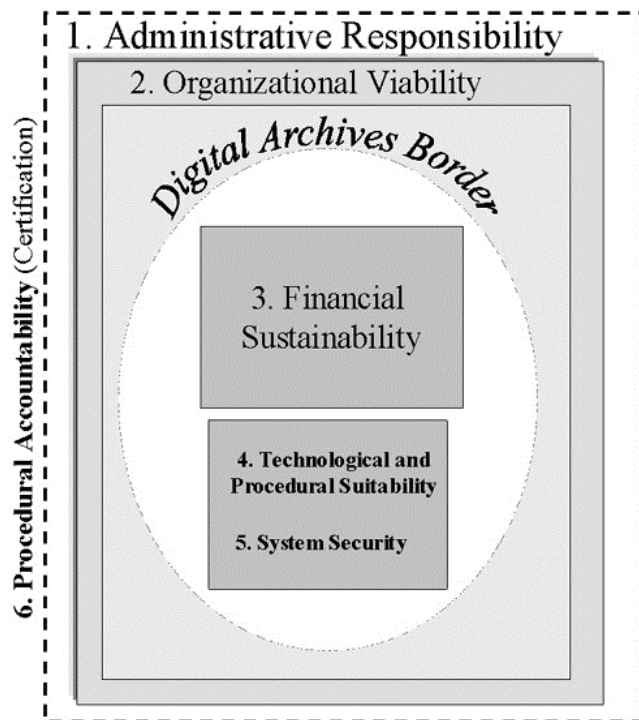 1. Administrative Responsibility
2. Organizational Viability
Digital Archives Border
3. Financial
Sustainability
4. Technological and
Procedural Suitability
5. System Security
6. Procedural Accountability (Certification)